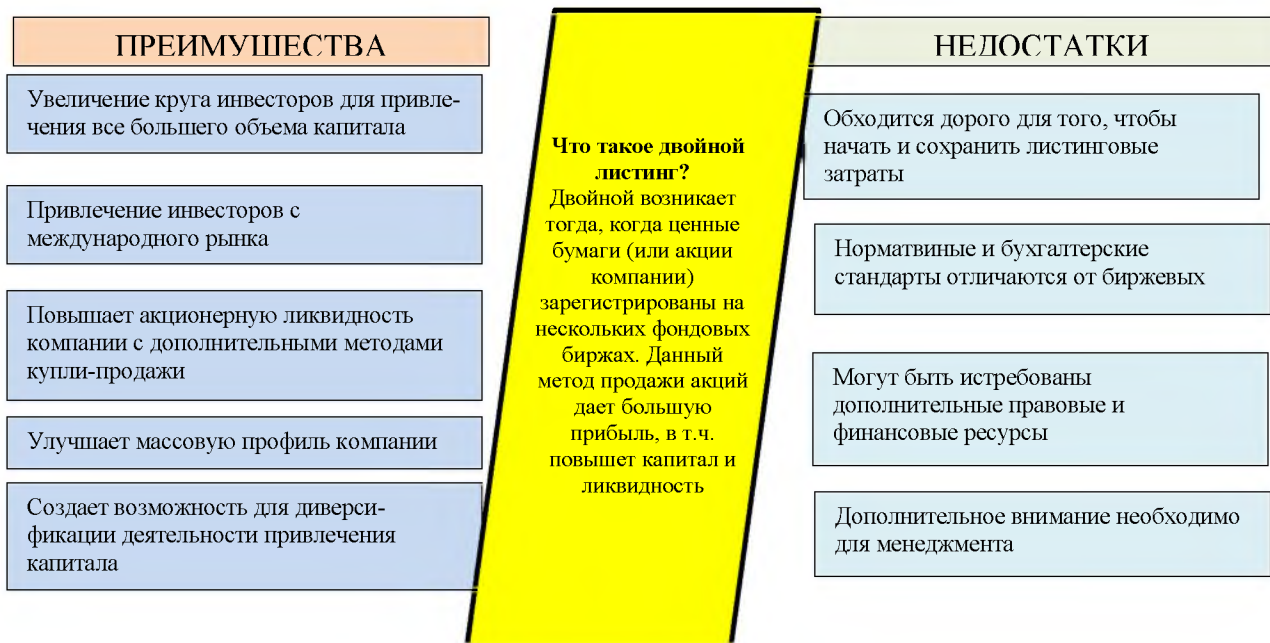 ПРЕИМУШЕСТВА
Увеличение круга инвесторов для привле-
чения все большего объема капитала
Привлечение инвесторов с
международного рынка
Повышает акционерную ликвидность
компании с дополнительными методами
купли-продажи
Улучшает массовую профиль компании
Создает возможность для диверси-
фикации деятельности привлечения
капитала
Что такое двойной
листинг?
Двойной возникает
тогда, когда ценные
бумаги (или акции
компании)
зарегистрированы на
нескольких фондовых
биржах. Данный
метод продажи акций
дает большую
прибыль, в т.ч.
повышет капитал и
ликвидность
НЕДОСТАТКИ
Обходится дорого для того, чтобы
начать и сохранить листинговые
затраты
Норматвиные и бухгалтерские
стандарты отличаются от биржевых
Могут быть истребованы
дополнительные правовые и
финансовые ресурсы
Дополнительное внимание необходимо
для менеджмента